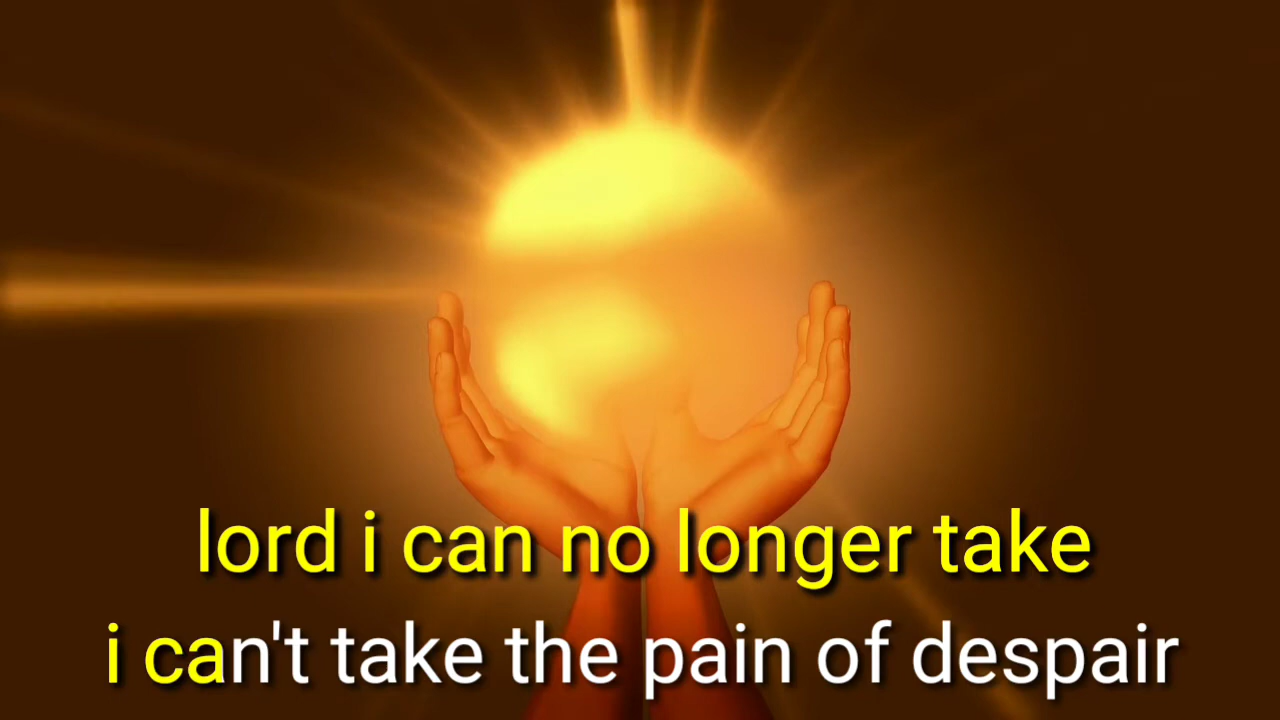 lord i can no longer take
i can't take the pain of despair